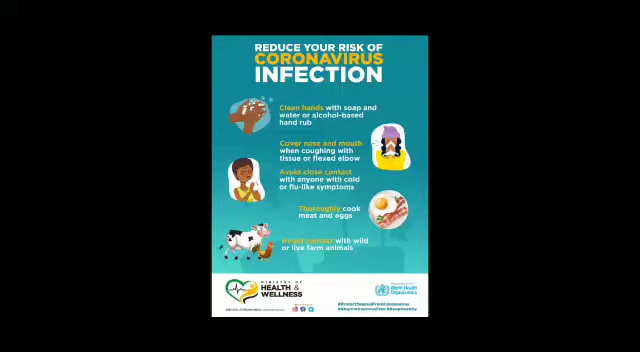 REDUCE YOUR RISK OF
CORONAVIRUS
INFECTION
Clean hands with soap and
water or alcohol-based
hand rub
Cover nose and mouth
when coughing with
tissue or flexed elbow
Avoid close contact
with anyone with cold
or flu-like symptoms
Thoroughly cook
meat and eggs
Avoid contact with wild
or live farm animals
MINISTRY OF
HEALTH &
WELLNESS
World Health
Organization